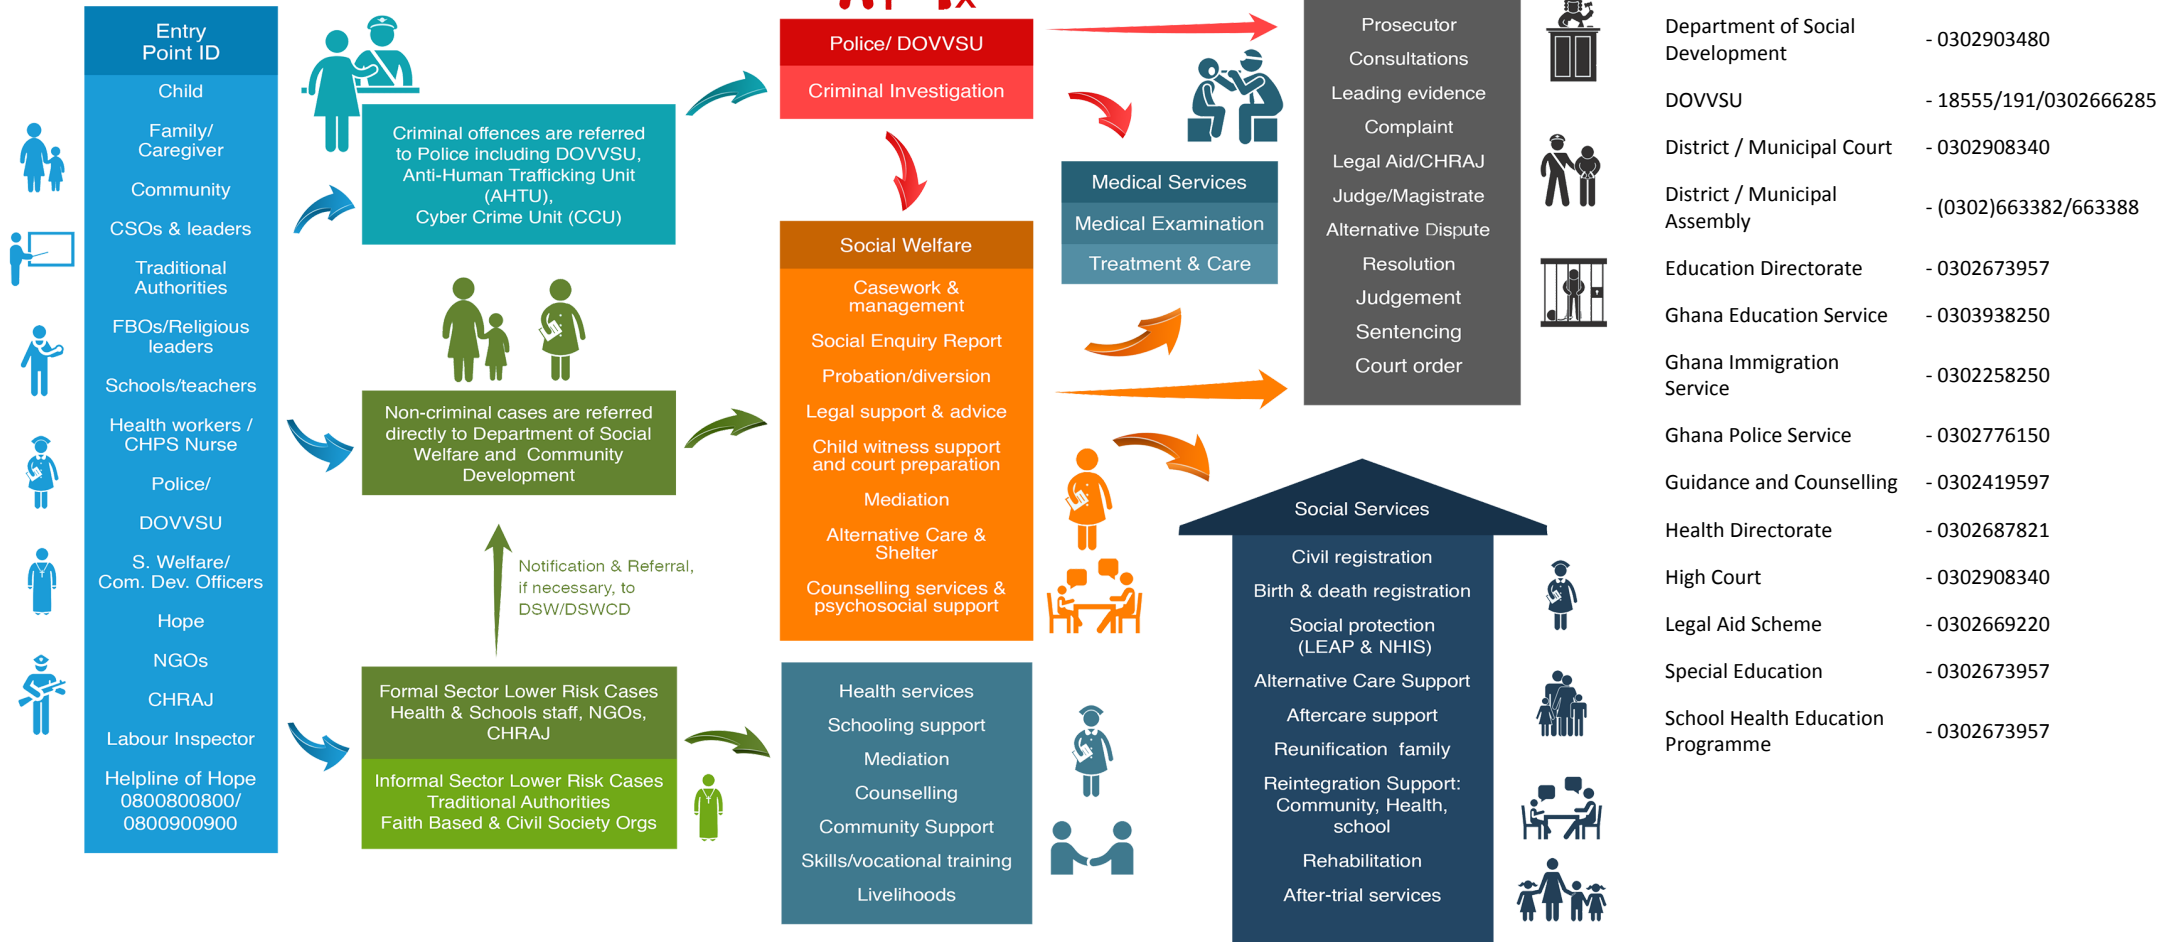 Entry
Point ID
Child
Family/
Caregiver
Community
CSOs & leaders
Traditional
Authorities
FBOs/Religious
leaders
Schools/teachers
Health workers /
CHPS Nurse
Police/
DOVVSU
S. Welfare/
Com. Dev. Officers
Hope
NGOs
CHRAJ
Labour Inspector
Helpline of Hope
0800800800/
0800900900
Criminal offences are referred
to Police including DOVVSU,
Anti-Human Trafficking Unit
(AHTU),
Cyber Crime Unit (CCU)
Non-criminal cases are referred
directly to Department of Social
Welfare and Community
Development
Notification & Referral,
if necessary, to
DSW/DSWCD
Formal Sector Lower Risk Cases
Health & Schools staff, NGOs,
CHRAJ
Informal Sector Lower Risk Cases
Traditional Authorities
Faith Based & Civil Society Orgs
Police/ DOVVSU
Criminal Investigation
Social Welfare
Casework &
management
Social Enquiry Report
Probation/diversion
Legal support & advice
Child witness support
and court preparation
Mediation
Alternative Care &
Shelter
Counselling services &
psychosocial support
Health services
Schooling support
Mediation
Counselling
Community Support
Skills/vocational training
Livelihoods
Medical Services
Medical Examination
Treatment & Care
Prosecutor
Consultations
Leading evidence
Complaint
Legal Aid/CHRAJ
Judge/Magistrate
Alternative Dispute
Resolution
Judgement
Sentencing
Court order
Social Services
Civil registration
Birth & death registration
Social protection
(LEAP & NHIS)
Alternative Care Support
Aftercare support
Reunification family
Reintegration Support:
Community, Health,
school
Rehabilitation
After-trial services
Department of Social
Development - 0302903480
DOVVSU - 18555/191/0302666285
District / Municipal Court - 0302908340
District / Municipal
Assembly - (0302)663382/663388
Education Directorate - 0302673957
Ghana Education Service - 0303938250
Ghana Immigration
Service - 0302258250
Ghana Police Service - 0302776150
Guidance and Counselling - 0302419597
Health Directorate - 0302687821
High Court - 0302908340
Legal Aid Scheme - 0302669220
Special Education - 0302673957
School Health Education
Programme - 0302673957